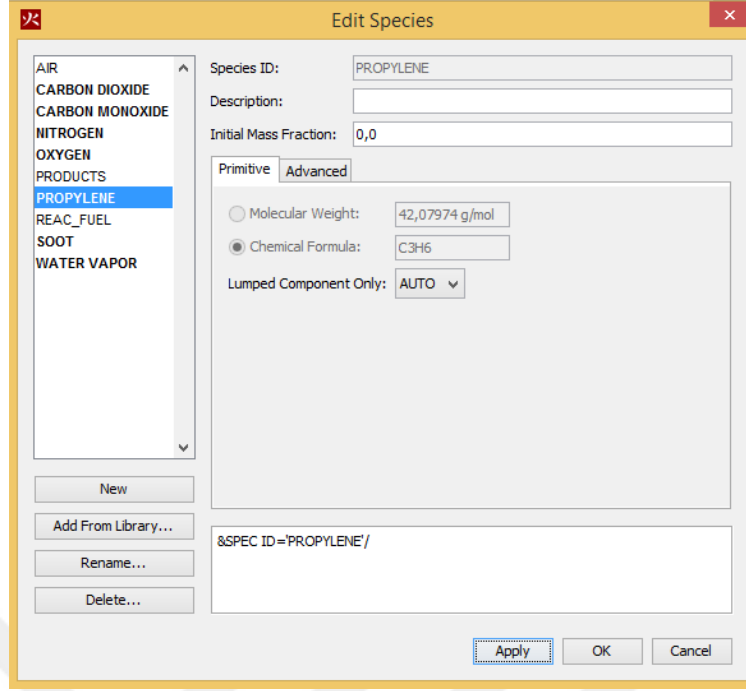 Edit Species
AIR
CARBON DIOXIDE
CARBON MONOXIDE
NITROGEN
OXYGEN
PRODUCTS
PROPYLENE
REAC_FUEL
SOOT
WATER VAPOR
New
Add From Library...
Rename...
Delete...
Species ID: PROPYLENE
Description:
Initial Mass Fraction: 0,0
Primitive Advanced
Molecular Weight: 42,07974 g/mol
Chemical Formula: C3H6
Lumped Component Only: AUTO
&SPEC ID='PROPYLENE'/
Apply OK Cancel